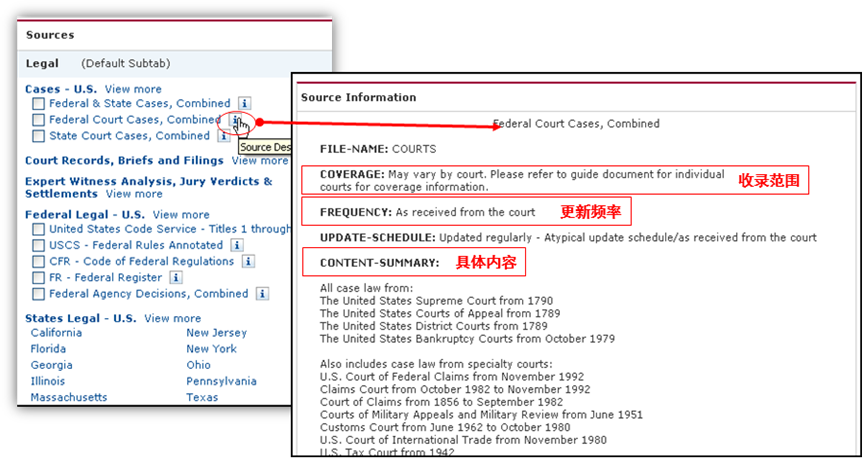 Sources
Legal (Default Subtab)
Cases - U.S. View more
Federal & State Cases, Combined
Federal Court Cases, Combined
State Court Cases, Combined
Source Des
Court Records, Briefs and Filings View more
Expert Witness Analysis, Jury Verdicts &
Settlements View more
Federal Legal - U.S. View more
United States Code Service - Titles 1 through
USCS - Federal Rules Annotated
CFR - Code of Federal Regulations
FR - Federal Register
Federal Agency Decisions, Combined
States Legal - U.S. View more
California New Jersey
Florida New York
Georgia Ohio
Illinois Pennsylvania
Massachusetts Texas
Source Information
Federal Court Cases, Combined
FILE-NAME: COURTS
COVERAGE: May vary by court. Please refer to guide document for individual
courts for coverage information.
收录范围
FREQUENCY: As received from the court 更新频率
UPDATE-SCHEDULE: Updated regularly - Atypical update schedule/as received from the court
CONTENT-SUMMARY: 具体内容
All case law from:
The United States Supreme Court from 1790
The United States Courts of Appeal from 1789
The United States District Courts from 1789
The United States Bankruptcy Courts from October 1979
Also includes case law from specialty courts:
U.S. Court of Federal Claims from November 1992
Claims Court from October 1982 to November 1992
Court of Claims from 1856 to September 1982
Courts of Military Appeals and Military Review from June 1951
Customs Court from June 1962 to October 1980
U.S. Court of International Trade from November 1980
U.S. Tax Court from 1942